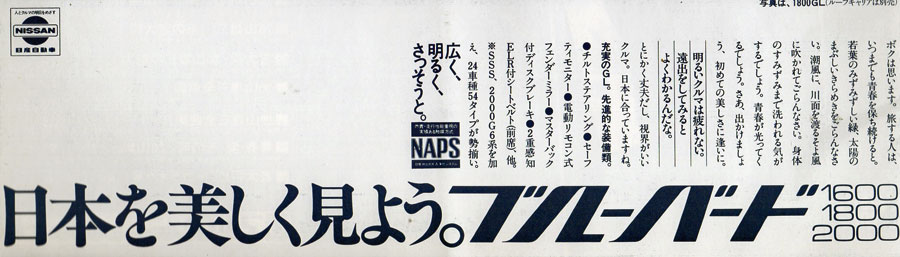 写真は、1800GL(ルーフキャリアは別売)
人とクルマの明日をめざす
NISSAN
日産自動車
ボクは思います。旅する人は、
いつまでも青春を保ち続けると。
若葉のみずみずしい緑、太陽の
まぶしいきらめきをごらんなさ
い。潮風に、川面を渡るそよ風
に吹かれてごらんなさい。身体
のすみずみまで洗われる気が
するでしょう。青春が光ってく
るでしょう。さあ、出かけましょ
う、初めての美しさに逢いに。
明るいクルマは疲れない。
遠出をしてみると
よくわかるんだな。
とにかく丈夫だし、視界がいい
クルマ。日本に合っていますね。
充実のGL。先進的な装備類。
●チルトステアリング●セーフ
ティモニター●電動リモコン式
フェンダーミラー●マスターバック
付ディスクブレーキ●2重感知
ELR付シートベルト(前席)、他。
※SSS、2000G6系を加
え、24車種54タイプが勢揃い。
広く、
明るく、
さっそうと。
NAPS
日本を美しく見よう。ブルーバード
1600
1800
2000